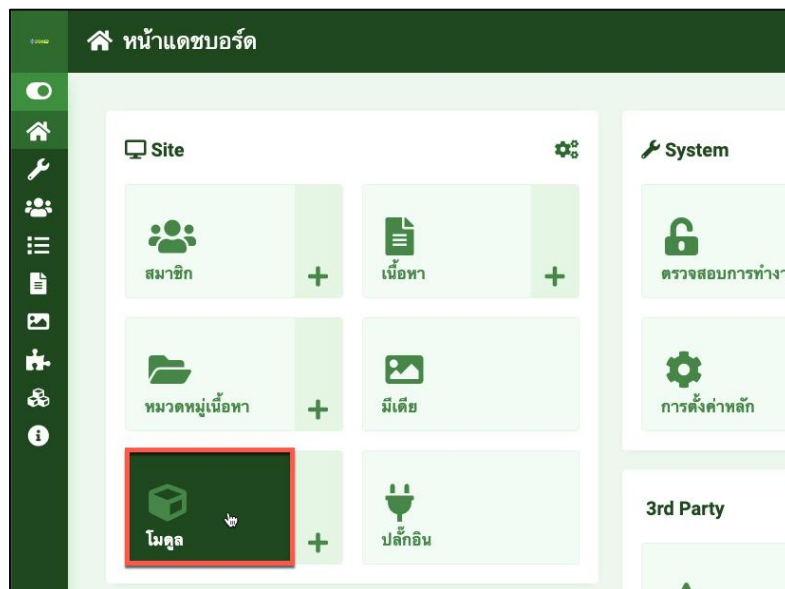 หน้าแดชบอร์ด
Site
System
สมาชิก
เนื้อหา
ตรวจสอบการทำงา
หมวดหมู่เนื้อหา
มีเดีย
การตั้งค่าหลัก
3rd Party
โมดูล
ปลั๊กอิน